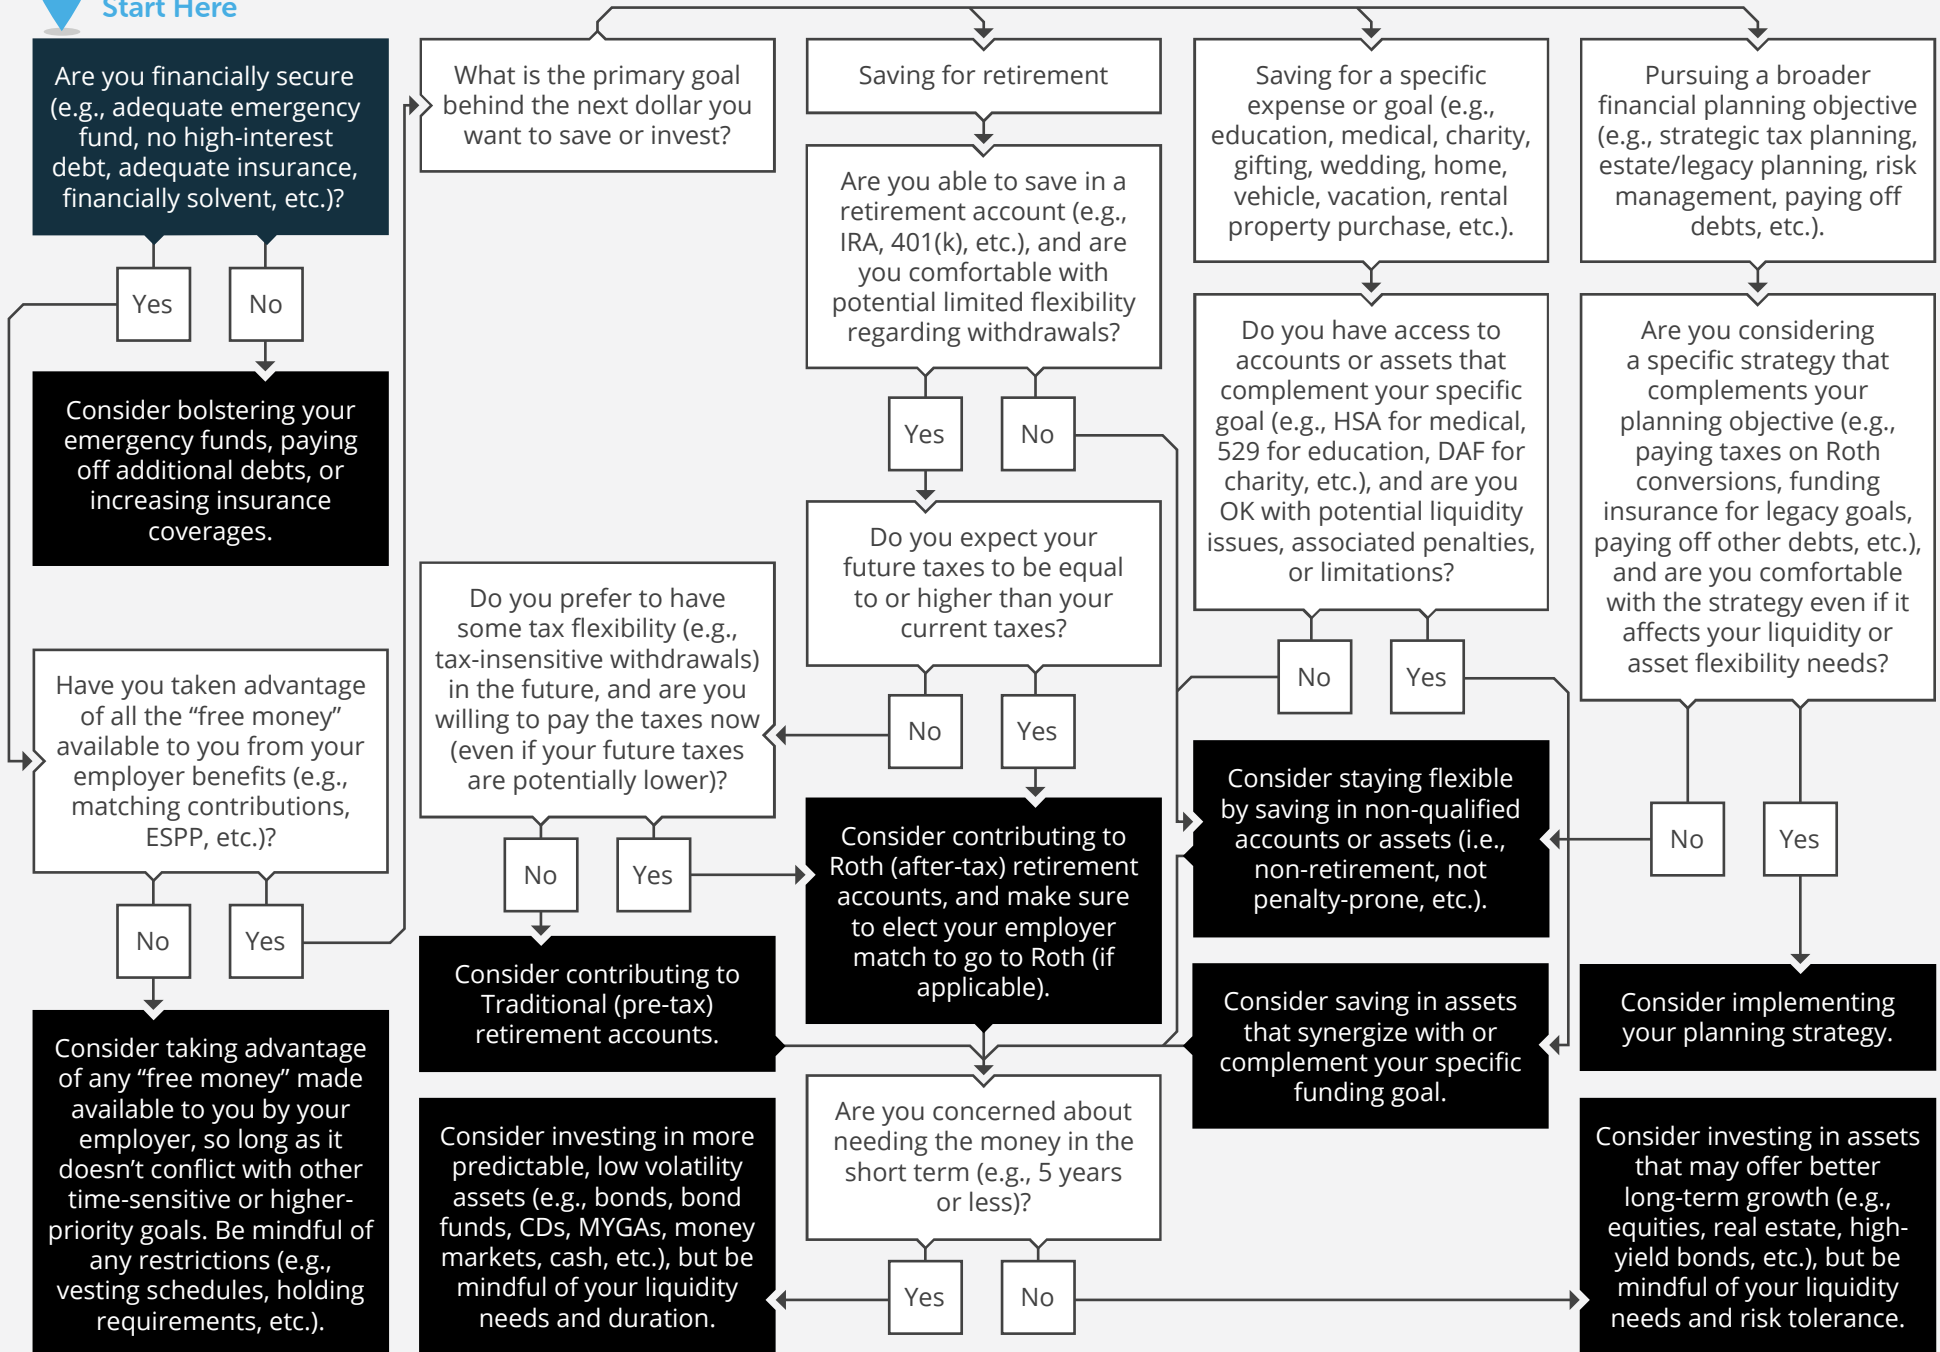 Start Here
Are you financially secure
(e.g., adequate emergency
fund, no high-interest
debt, adequate insurance,
financially solvent, etc.)?
Yes
No
Consider bolstering your
emergency funds, paying
off additional debts, or
increasing insurance
coverages.
Have you taken advantage
of all the “free money”
available to you from your
employer benefits (e.g.,
matching contributions,
ESPP, etc.)?
No
Yes
Consider taking advantage
of any “free money” made
available to you by your
employer, so long as it
doesn’t conflict with other
time-sensitive or higher-
priority goals. Be mindful of
any restrictions (e.g.,
vesting schedules, holding
requirements, etc.).
What is the primary goal
behind the next dollar you
want to save or invest?
Saving for retirement
Are you able to save in a
retirement account (e.g.,
IRA, 401(k), etc.), and are
you comfortable with
potential limited flexibility
regarding withdrawals?
Yes
No
Do you expect your
future taxes to be equal
to or higher than your
current taxes?
No
Yes
Do you prefer to have
some tax flexibility (e.g.,
tax-insensitive withdrawals)
in the future, and are you
willing to pay the taxes now
(even if your future taxes
are potentially lower)?
No
Yes
Consider contributing to
Traditional (pre-tax)
retirement accounts.
Consider contributing to
Roth (after-tax) retirement
accounts, and make sure
to elect your employer
match to go to Roth (if
applicable).
Saving for a specific
expense or goal (e.g.,
education, medical, charity,
gifting, wedding, home,
vehicle, vacation, rental
property purchase, etc.).
Do you have access to
accounts or assets that
complement your specific
goal (e.g., HSA for medical,
529 for education, DAF for
charity, etc.), and are you
OK with potential liquidity
issues, associated penalties,
or limitations?
No
Yes
Consider staying flexible
by saving in non-qualified
accounts or assets (i.e.,
non-retirement, not
penalty-prone, etc.).
Consider saving in assets
that synergize with or
complement your specific
funding goal.
Pursuing a broader
financial planning objective
(e.g., strategic tax planning,
estate/legacy planning, risk
management, paying off
debts, etc.).
Are you considering
a specific strategy that
complements your
planning objective (e.g.,
paying taxes on Roth
conversions, funding
insurance for legacy goals,
paying off other debts, etc.),
and are you comfortable
with the strategy even if it
affects your liquidity or
asset flexibility needs?
No
Yes
Consider implementing
your planning strategy.
Are you concerned about
needing the money in the
short term (e.g., 5 years
or less)?
Yes
No
Consider investing in more
predictable, low volatility
assets (e.g., bonds, bond
funds, CDs, MYGAs, money
markets, cash, etc.), but be
mindful of your liquidity
needs and duration.
Consider investing in assets
that may offer better
long-term growth (e.g.,
equities, real estate, high-
yield bonds, etc.), but be
mindful of your liquidity
needs and risk tolerance.